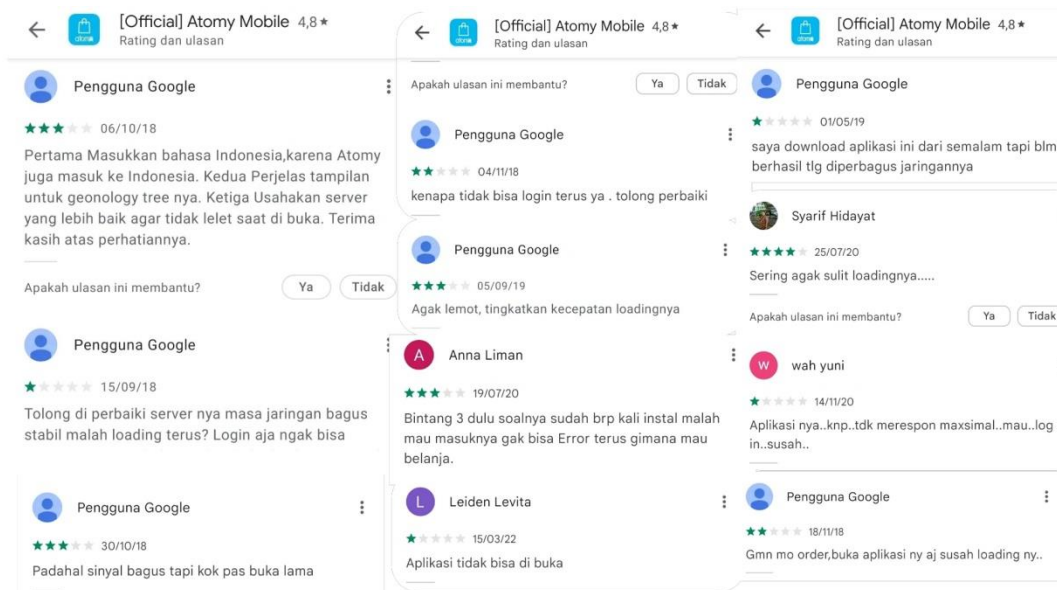 [Official] Atomy Mobile 4,8★
Rating dan ulasan
Pengguna Google
06/10/18
Pertama Masukkan bahasa Indonesia,karena Atomy
juga masuk ke Indonesia. Kedua Perjelas tampilan
untuk geonology tree nya. Ketiga Usahakan server
yang lebih baik agar tidak lelet saat di buka. Terima
kasih atas perhatiannya.
Apakah ulasan ini membantu?
Ya
Tidak
Pengguna Google
15/09/18
Tolong di perbaiki server nya masa jaringan bagus
stabil malah loading terus? Login aja ngak bisa
Pengguna Google
30/10/18
Padahal sinyal bagus tapi kok pas buka lama
[Official] Atomy Mobile 4,8★
Rating dan ulasan
Apakah ulasan ini membantu?
Ya
Tidak
Pengguna Google
04/11/18
kenapa tidak bisa login terus ya . tolong perbaiki
Pengguna Google
05/09/19
Agak lemot, tingkatkan kecepatan loadingnya
A
Anna Liman
19/07/20
Bintang 3 dulu soalnya sudah brp kali instal malah
mau masuknya gak bisa Error terus gimana mau
belanja.
L
Leiden Levita
15/03/22
Aplikasi tidak bisa di buka
[Official] Atomy Mobile 4,8★
Rating dan ulasan
Pengguna Google
01/05/19
saya download aplikasi ini dari semalam tapi blm
berhasil tlg diperbagus jaringannya
Syarif Hidayat
25/07/20
Sering agak sulit loadingnya.....
Apakah ulasan ini membantu?
Ya
Tidak
W
wah yuni
14/11/20
Aplikasi nya..knp..tdk merespon maxsimal..mau..log
in..susah..
Pengguna Google
18/11/18
Gmn mo order,buka aplikasi ny aj susah loading ny..